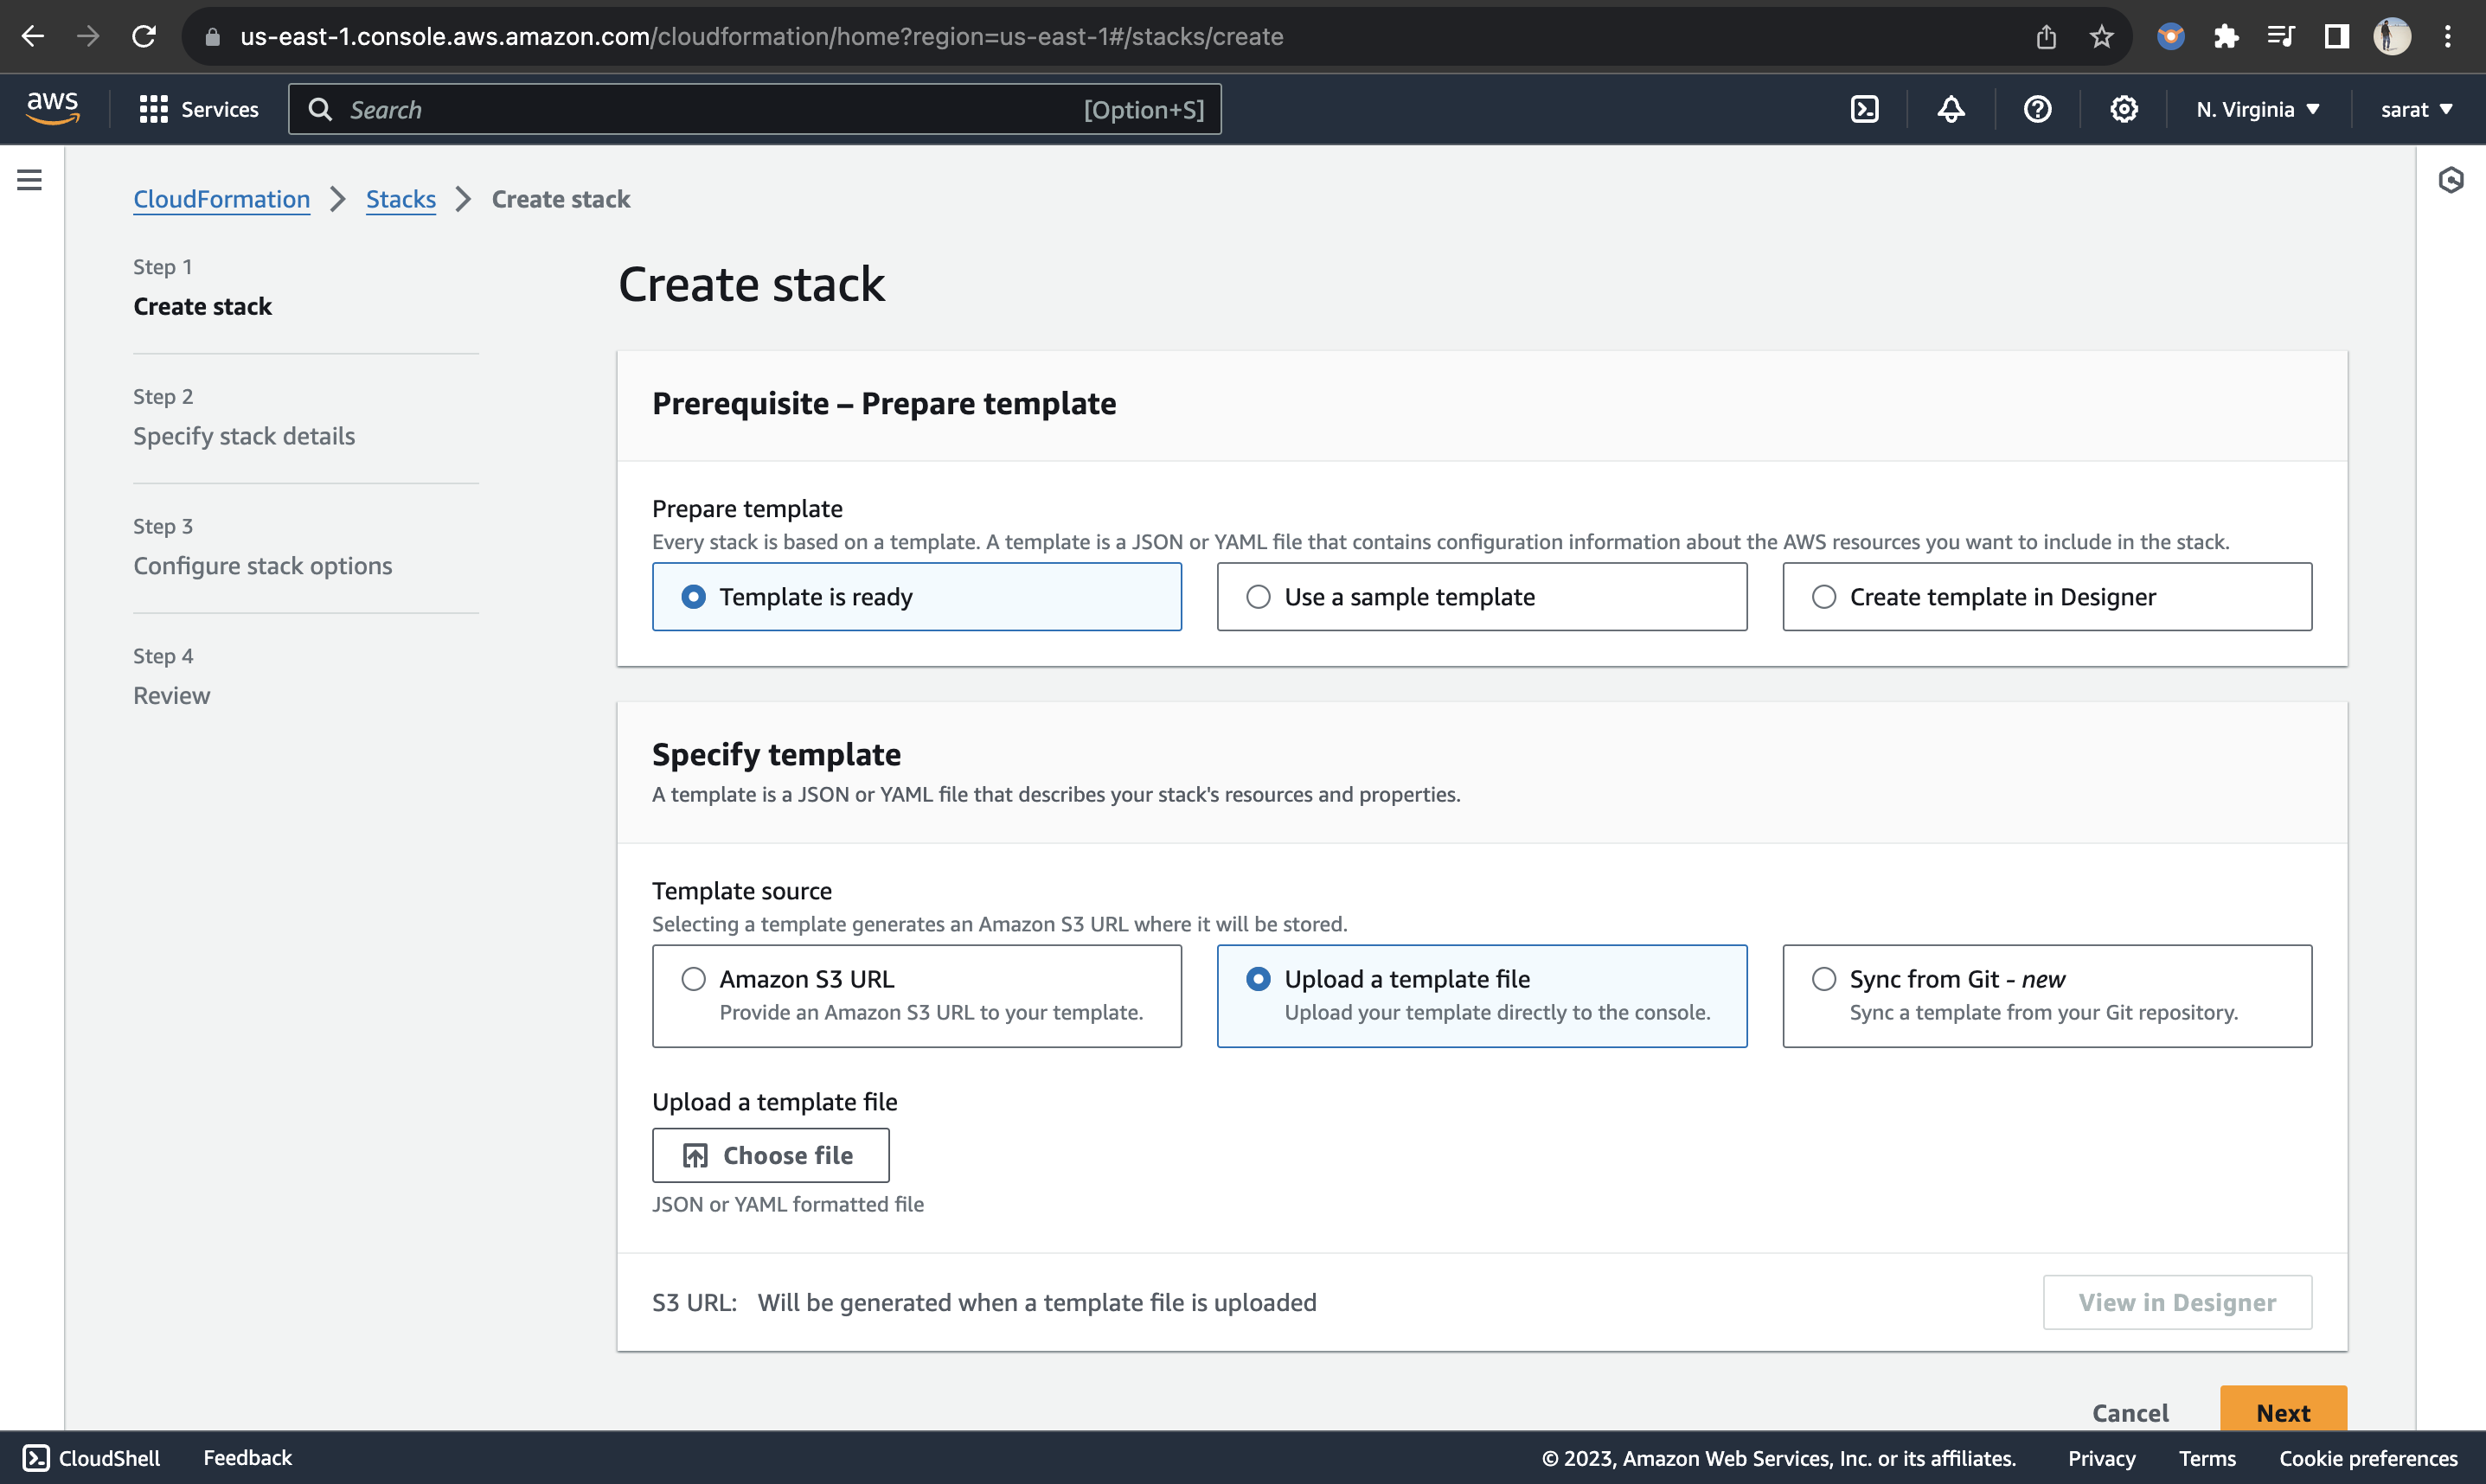 us-east-1.console.aws.amazon.com/cloudformation/home?region=us-east-1#/stacks/create
aws
Services
Search
[Option+S]
N. Virginia
sarat
CloudFormation
Stacks
Create stack
Step 1
Create stack
Step 2
Specify stack details
Step 3
Configure stack options
Step 4
Review
Create stack
Prerequisite – Prepare template
Prepare template
Every stack is based on a template. A template is a JSON or YAML file that contains configuration information about the AWS resources you want to include in the stack.
Template is ready
Use a sample template
Create template in Designer
Specify template
A template is a JSON or YAML file that describes your stack's resources and properties.
Template source
Selecting a template generates an Amazon S3 URL where it will be stored.
Amazon S3 URL
Provide an Amazon S3 URL to your template.
Upload a template file
Upload your template directly to the console.
Sync from Git - new
Sync a template from your Git repository.
Upload a template file
Choose file
JSON or YAML formatted file
S3 URL: Will be generated when a template file is uploaded
View in Designer
Cancel
Next
CloudShell
Feedback
© 2023, Amazon Web Services, Inc. or its affiliates.
Privacy
Terms
Cookie preferences